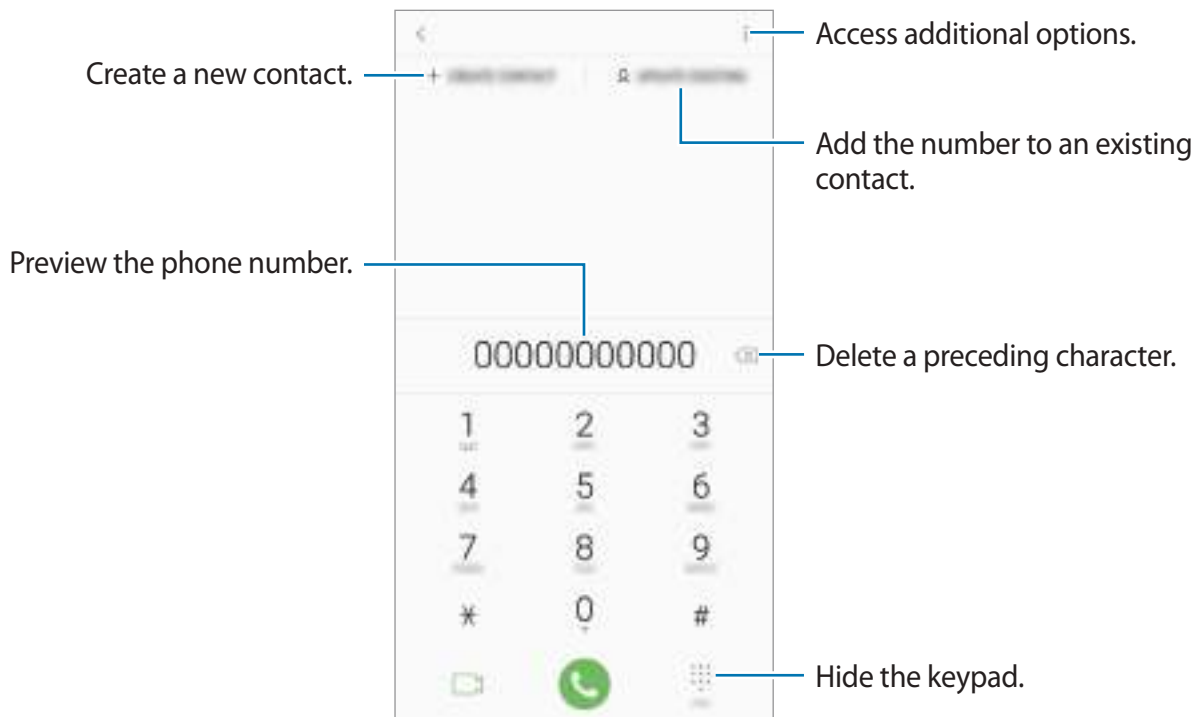 Access additional options.
Create a new contact.
Add the number to an existing
contact.
Preview the phone number.
00000000000
Delete a preceding character.
1 2 3
4 5 6
7 8 9
* 0 #
Hide the keypad.